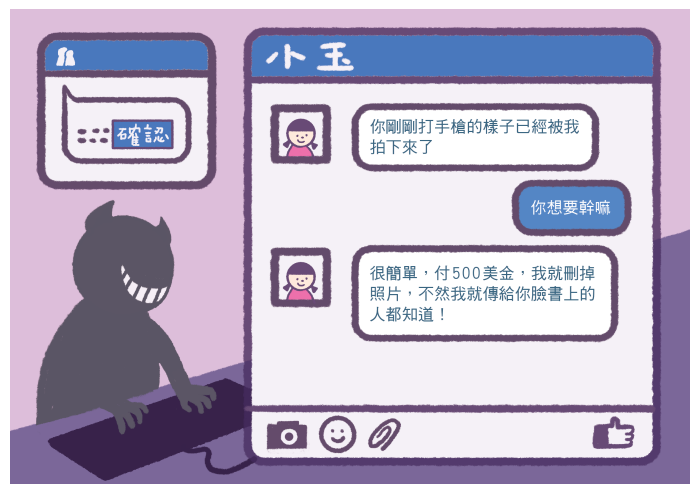 確認
小玉
你剛剛打手槍的樣子已經被我
拍下來了
你想要幹嘛
很簡單，付500美金，我就刪掉
照片，不然我就傳給你臉書上的
人都知道！